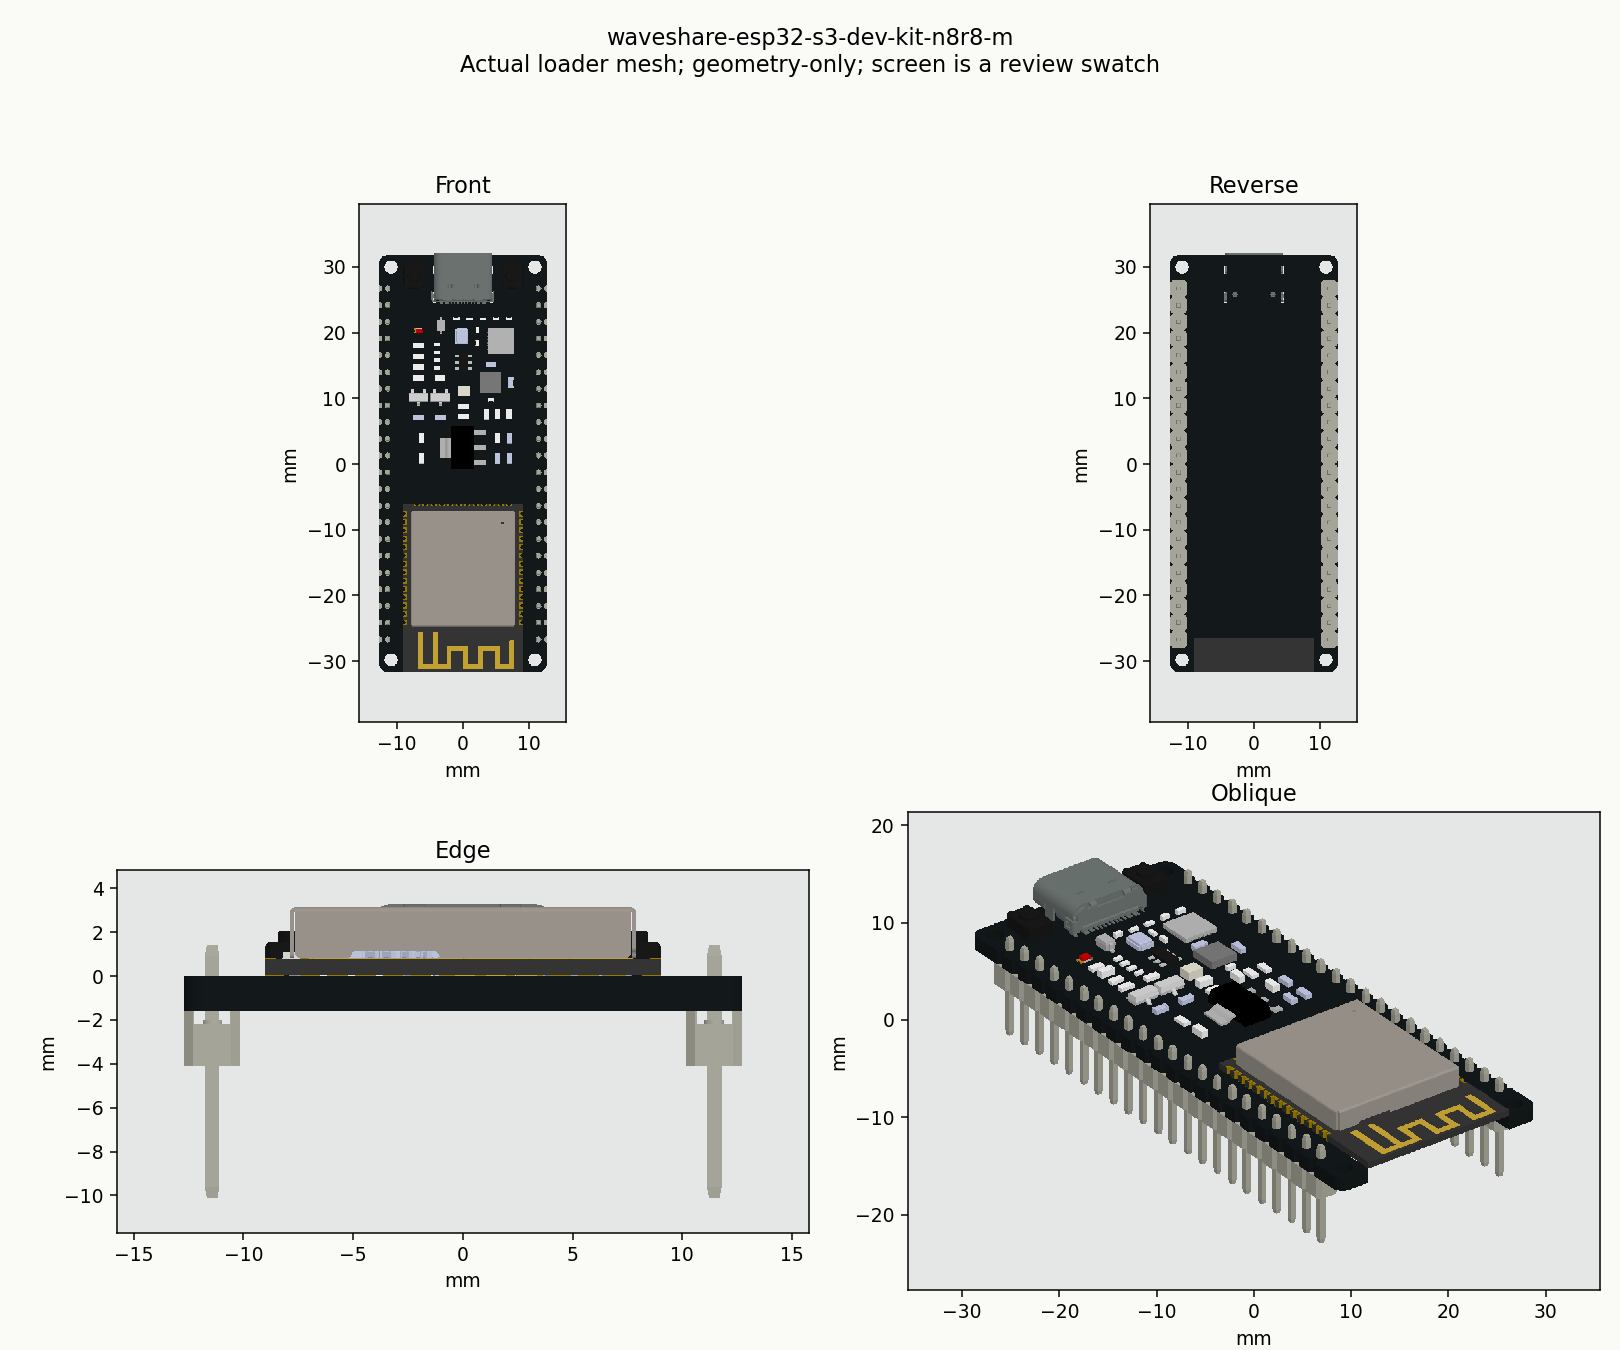 waveshare-esp32-s3-dev-kit-n8r8-m
Actual loader mesh; geometry-only; screen is a review swatch
Front
30
20
10
0
−10
−20
−30
mm
−10 0 10
mm
Reverse
30
20
10
0
−10
−20
−30
mm
−10 0 10
mm
Edge
4
2
0
−2
−4
−6
−8
−10
mm
−15 −10 −5 0 5 10 15
mm
Oblique
20
10
0
−10
−20
mm
−30 −20 −10 0 10 20 30
mm